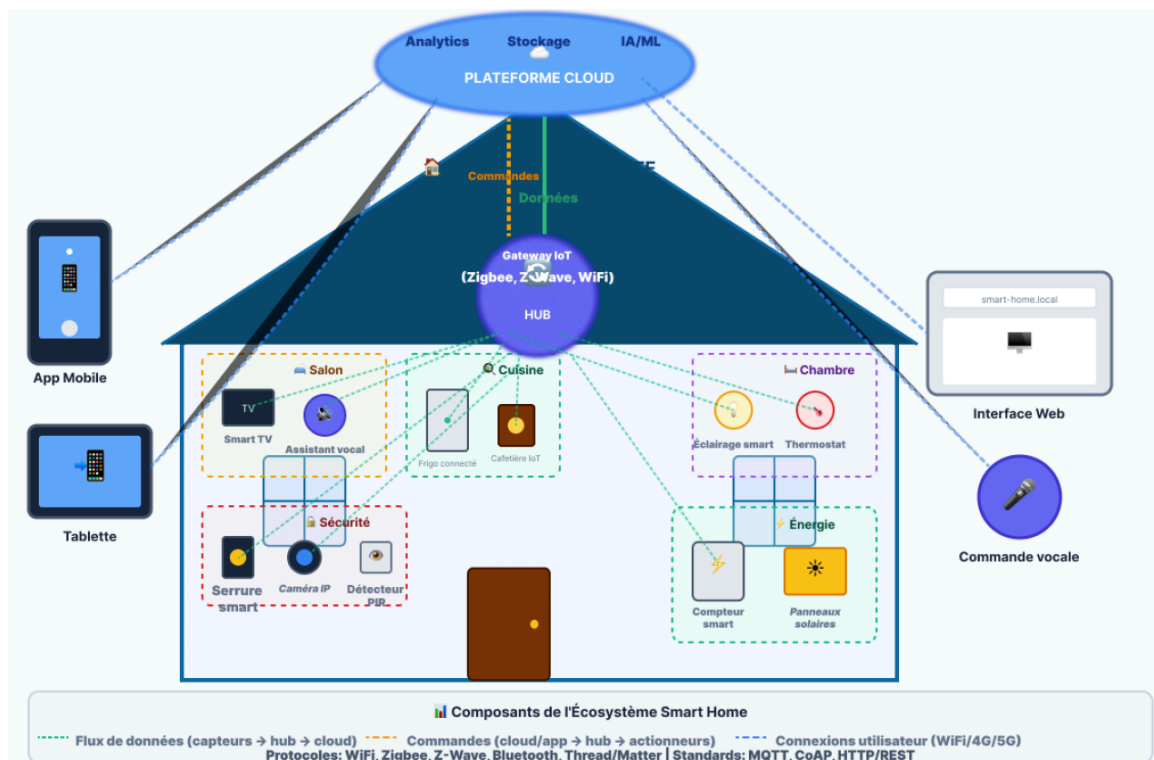 Analytics Stockage IA/ML
PLATEFORME CLOUD
Commandes
Données
Gateway IoT
(Zigbee, Z-Wave, WiFi)
HUB
App Mobile
Tablette
smart-home.local
Interface Web
Commande vocale
Salon
TV
Smart TV
Assistant vocal
Cuisine
Frigo connecté
Cafetière IoT
Chambre
Éclairage smart
Thermostat
Sécurité
Serrure
smart
Caméra IP
Détecteur
PIR
Énergie
Compteur
smart
Panneaux
solaires
Composants de l'Écosystème Smart Home
Flux de données (capteurs → hub → cloud) Commandes (cloud/app → hub → actionneurs) Connexions utilisateur (WiFi/4G/5G)
Protocoles: WiFi, Zigbee, Z-Wave, Bluetooth, Thread/Matter | Standards: MQTT, CoAP, HTTP/REST